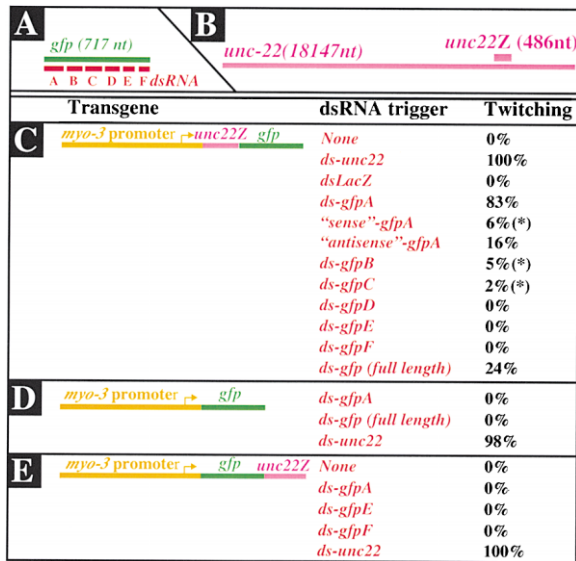 A
gfp (717 nt)
A B C D E F dsRNA
B
unc-22(18147nt)
unc22Z (486nt)
Transgene dsRNA trigger Twitching
C
myo-3 promoter unc22Z gfp
None 0%
ds-unc22 100%
dsLacZ 0%
ds-gfpA 83%
“sense”-gfpA 6%(*)
“antisense”-gfpA 16%
ds-gfpB 5%(*)
ds-gfpC 2%(*)
ds-gfpD 0%
ds-gfpE 0%
ds-gfpF 0%
ds-gfp (full length) 24%
D
myo-3 promoter gfp
ds-gfpA 0%
ds-gfp (full length) 0%
ds-unc22 98%
E
myo-3 promoter gfp unc22Z
None 0%
ds-gfpA 0%
ds-gfpE 0%
ds-gfpF 0%
ds-unc22 100%